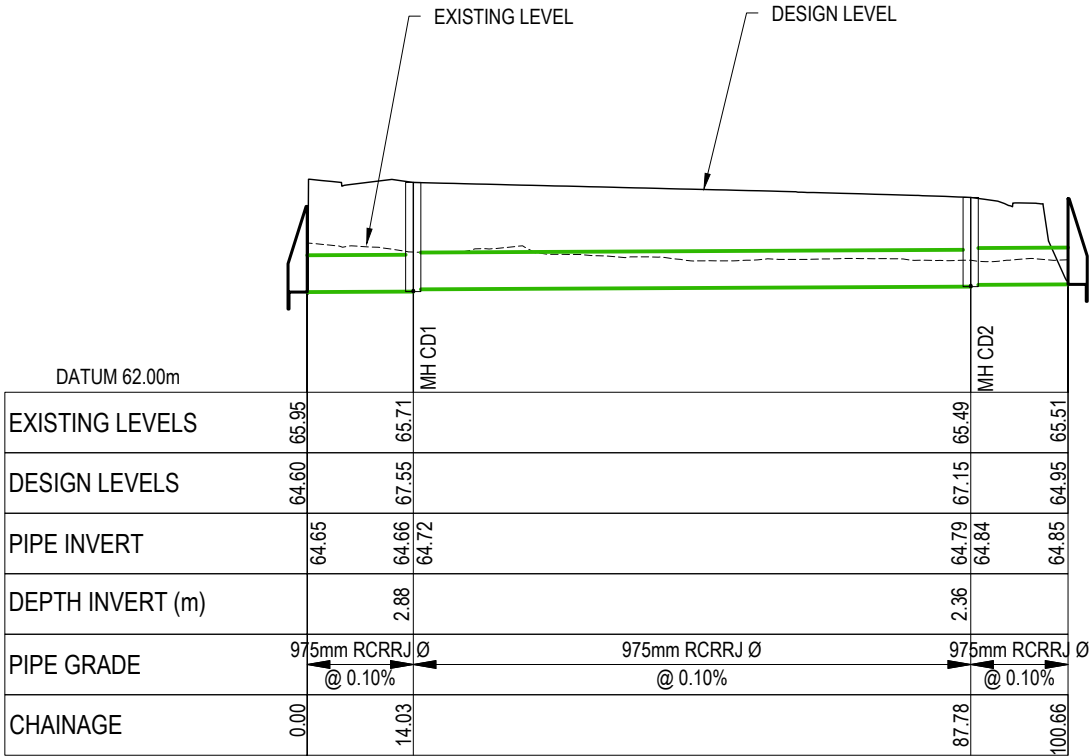 EXISTING LEVEL
DESIGN LEVEL
MH CD1
MH CD2
DATUM 62.00m
EXISTING LEVELS 65.95 65.71 65.49 65.51
DESIGN LEVELS 64.60 67.55 67.15 64.95
PIPE INVERT 64.65 64.66 64.72 64.79 64.84 64.85
DEPTH INVERT (m) 2.88 2.36
PIPE GRADE
975mm RCRRJ Ø 975mm RCRRJ Ø 975mm RCRRJ Ø
@ 0.10% @ 0.10% @ 0.10%
CHAINAGE 0.00 14.03 87.78 100.66